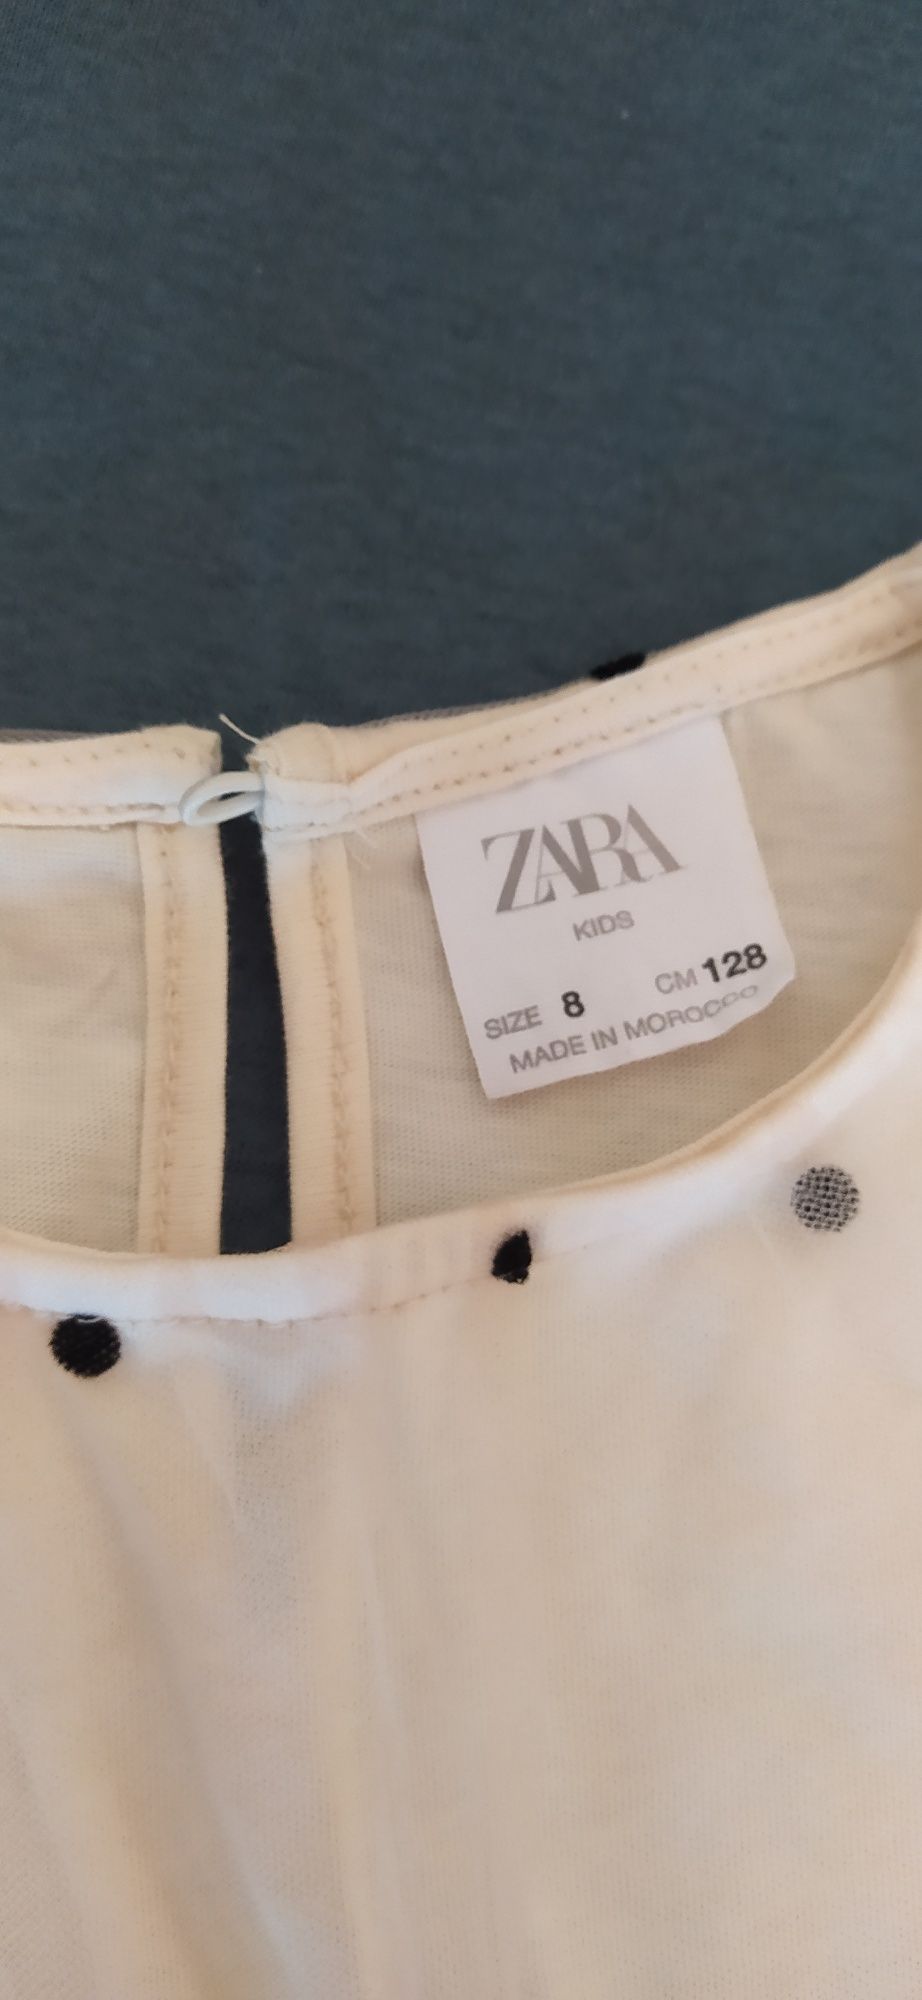 ZARA
KIDS
SIZE 8 CM 128
MADE IN MOROCCO